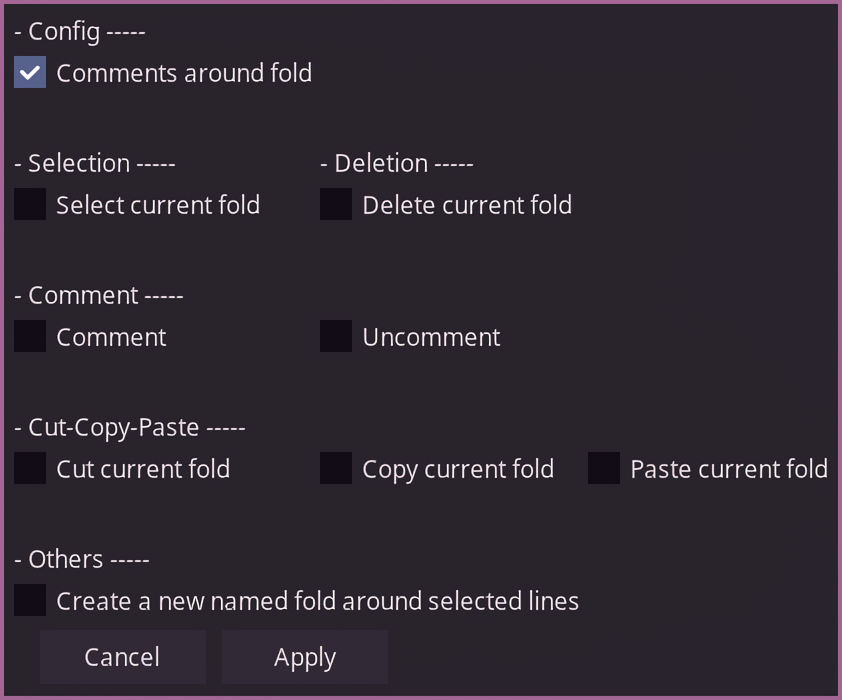 - Config -----
Comments around fold
- Selection ----- - Deletion -----
Select current fold Delete current fold
- Comment -----
Comment Uncomment
- Cut-Copy-Paste -----
Cut current fold Copy current fold Paste current fold
- Others -----
Create a new named fold around selected lines
Cancel Apply